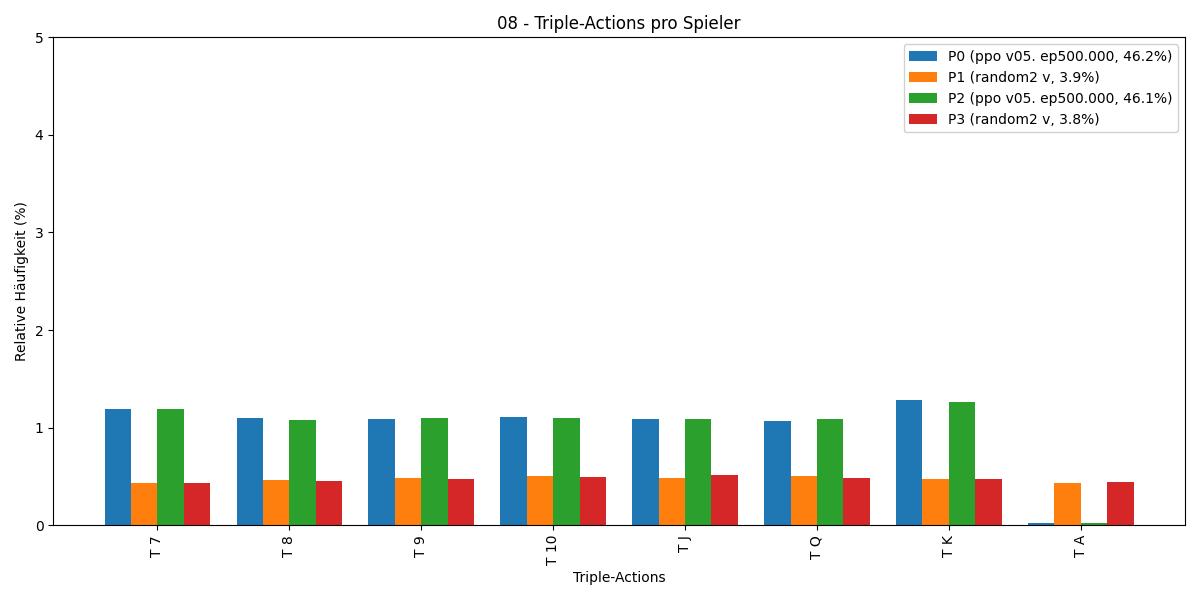 08 - Triple-Actions pro Spieler
5
4
3
2
1
0
Relative Häufigkeit (%)
P0 (ppo v05. ep500.000, 46.2%)
P1 (random2 v, 3.9%)
P2 (ppo v05. ep500.000, 46.1%)
P3 (random2 v, 3.8%)
T 7
T 8
T 9
T 10
T J
T Q
T K
T A
Triple-Actions